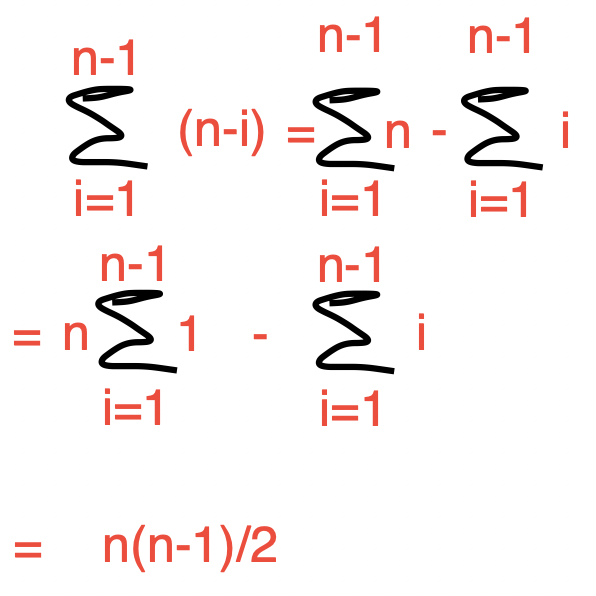 n-1 n-1 n-1
∑ (n-i) = ∑ n - ∑ i
i=1 i=1 i=1
n-1 n-1
= n ∑ 1 - ∑ i
i=1 i=1
= n(n-1)/2